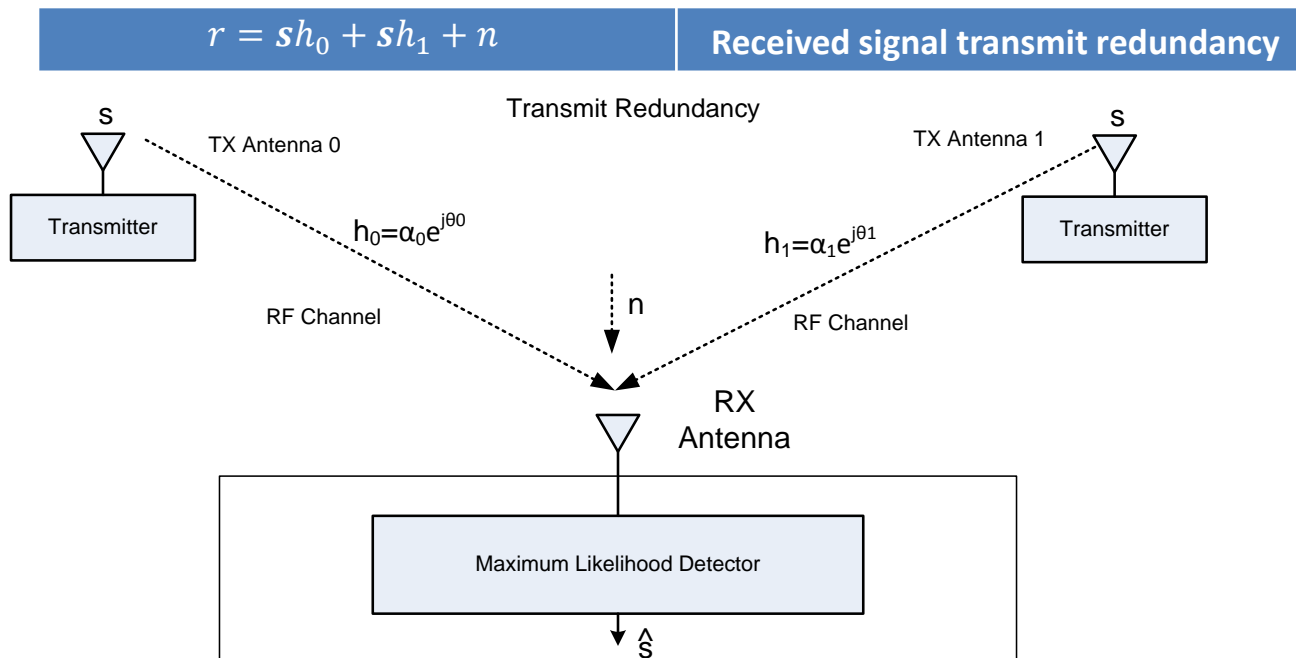 r = sh₀ + sh₁ + n
Received signal transmit redundancy
Transmit Redundancy
s
TX Antenna 0
TX Antenna 1
s
Transmitter
Transmitter
h₀=α₀e^{jθ0}
h₁=α₁e^{jθ1}
n
RF Channel
RF Channel
RX
Antenna
Maximum Likelihood Detector
ŝ